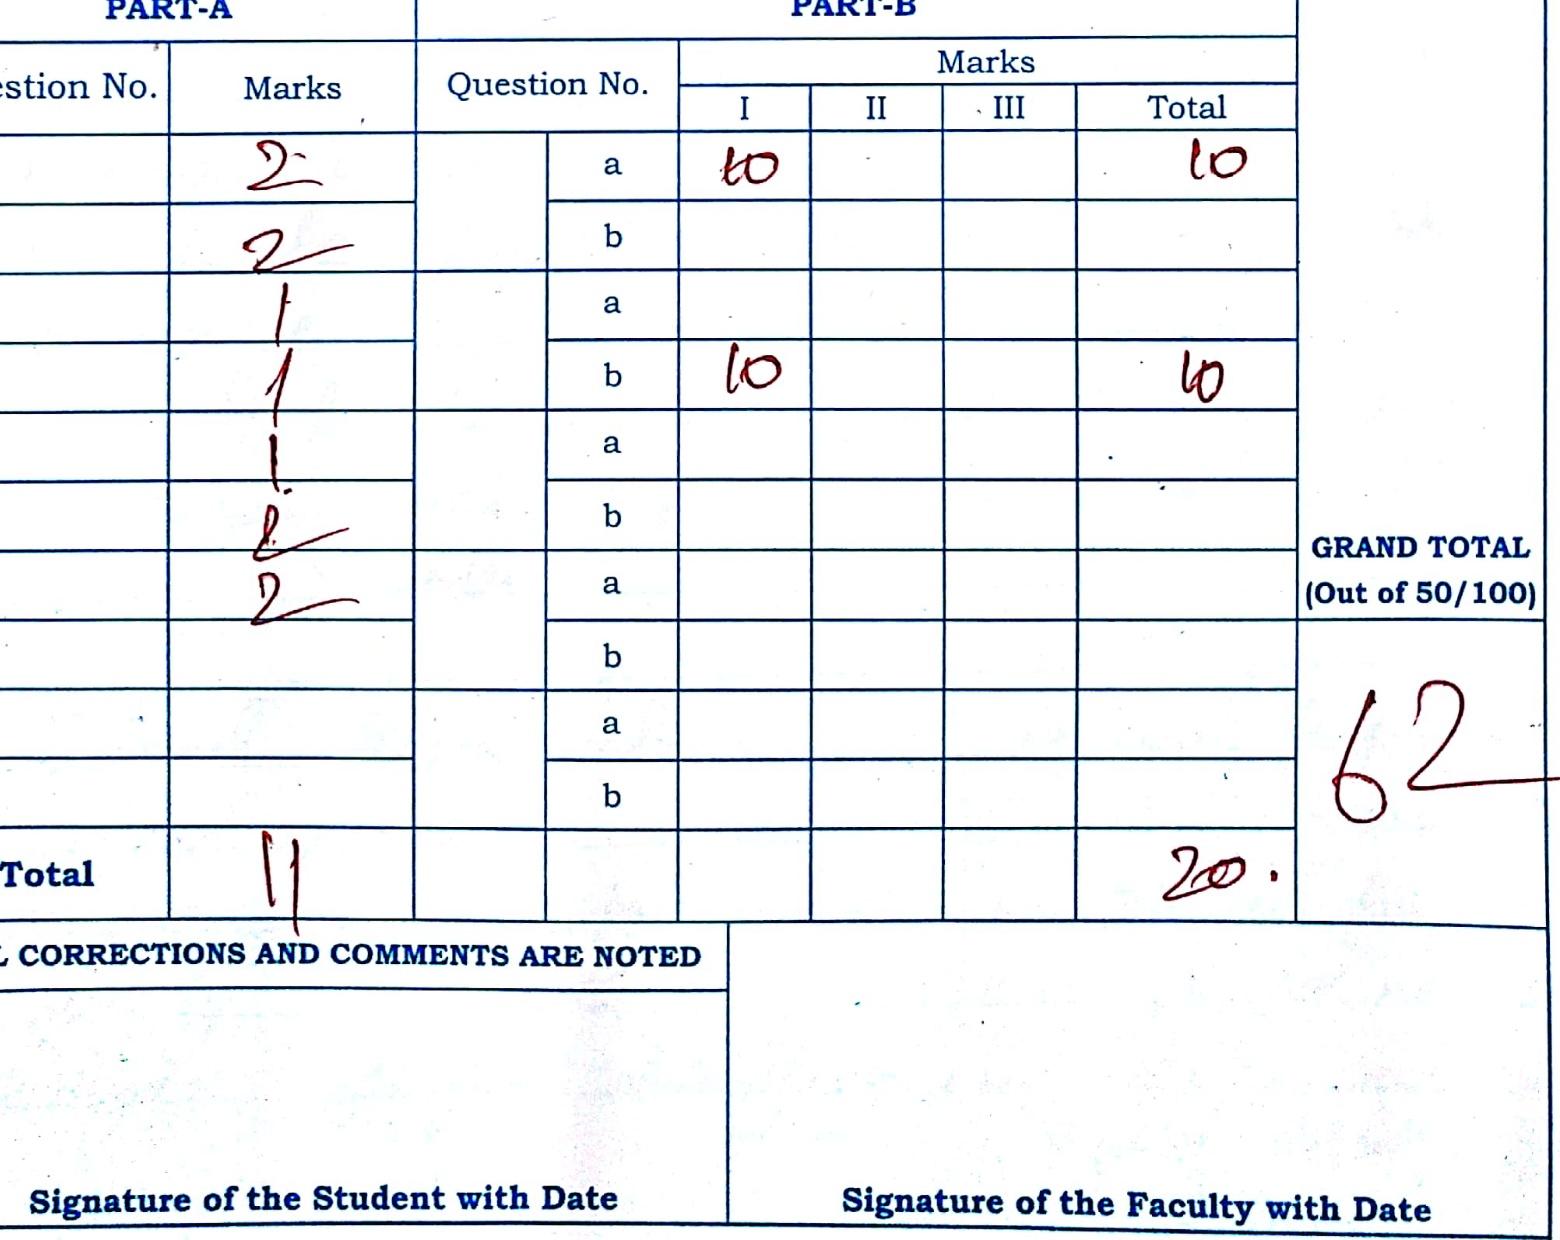 PART-A PART-B
estion No. Marks Question No. Marks
I II III Total
2 a 10 10
2 b
1 a
1 b 10 10
1 a
2 b
GRAND TOTAL
2 a (Out of 50/100)
b
a
62
b
Total 11 20.
CORRECTIONS AND COMMENTS ARE NOTED
Signature of the Student with Date Signature of the Faculty with Date